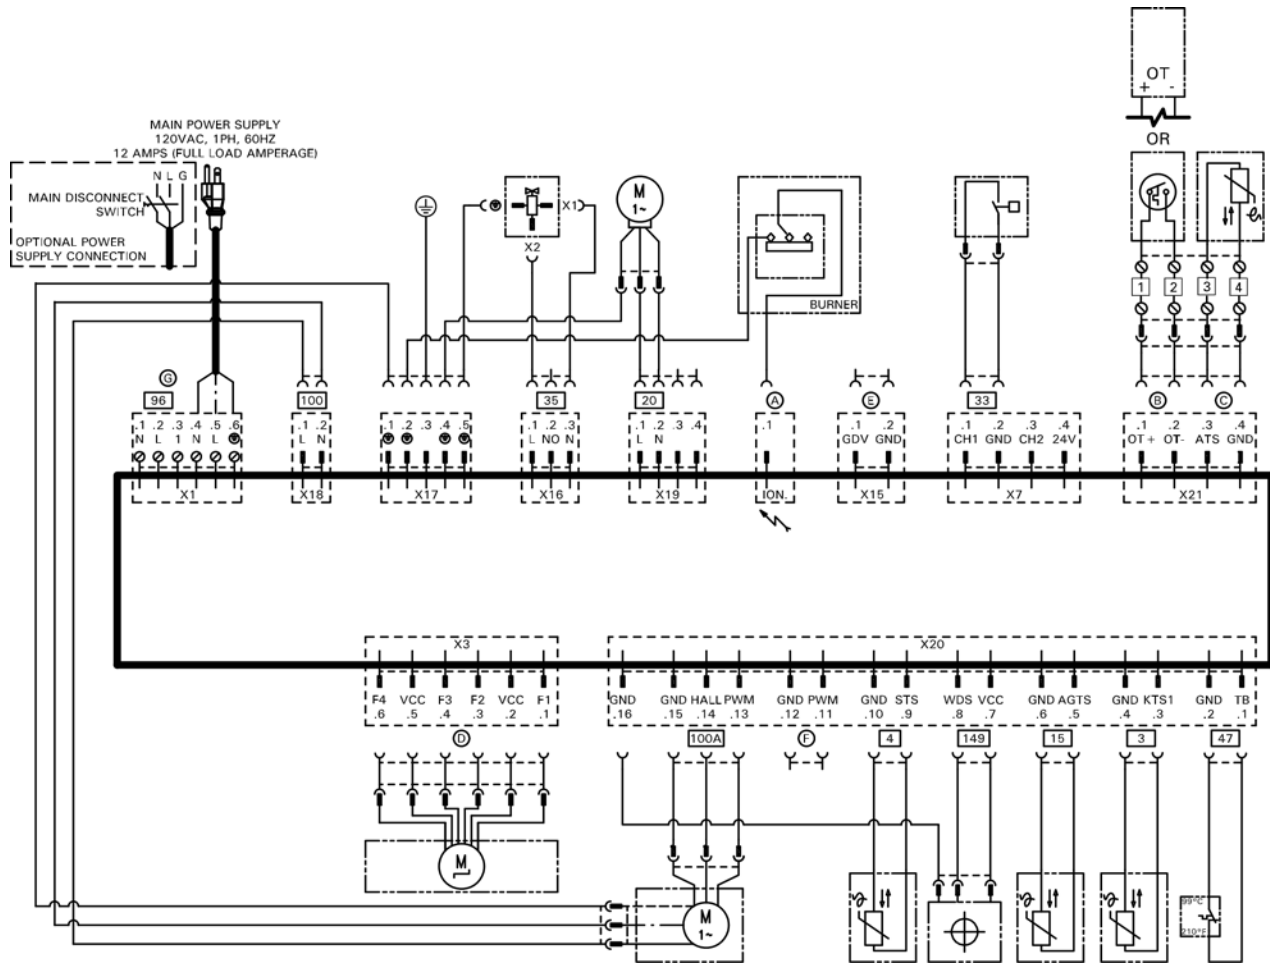 OT
+ -
OR
MAIN POWER SUPPLY
120VAC, 1PH, 60HZ
12 AMPS (FULL LOAD AMPERAGE)
N L G
MAIN DISCONNECT
SWITCH
OPTIONAL POWER
SUPPLY CONNECTION
X1
X2
M
1~
BURNER
1 2 3 4
G
96
100
35
20
A
E
33
B
C
.1 .2 .3 .4 .5 .6
N L 1 N L
X1
.1 .2
L N
X18
.1 .2 .3 .4 .5
X17
.1 .2 .3
L NO N
X16
.1 .2 .3 .4
L N
X19
.1
ION.
.1 .2
GDV GND
X15
.1 .2 .3 .4
CH1 GND CH2 24V
X7
.1 .2 .3 .4
OT+ OT- ATS GND
X21
X3
F4 VCC F3 F2 VCC F1
.6 .5 .4 .3 .2 .1
D
X20
GND GND HALL PWM GND PWM GND STS WDS VCC GND AGTS GND KTS1 GND TB
.16 .15 .14 .13 .12 .11 .10 .9 .8 .7 .6 .5 .4 .3 .2 .1
100A
F
4
149
15
3
47
M
M
1~
99°C
210°F